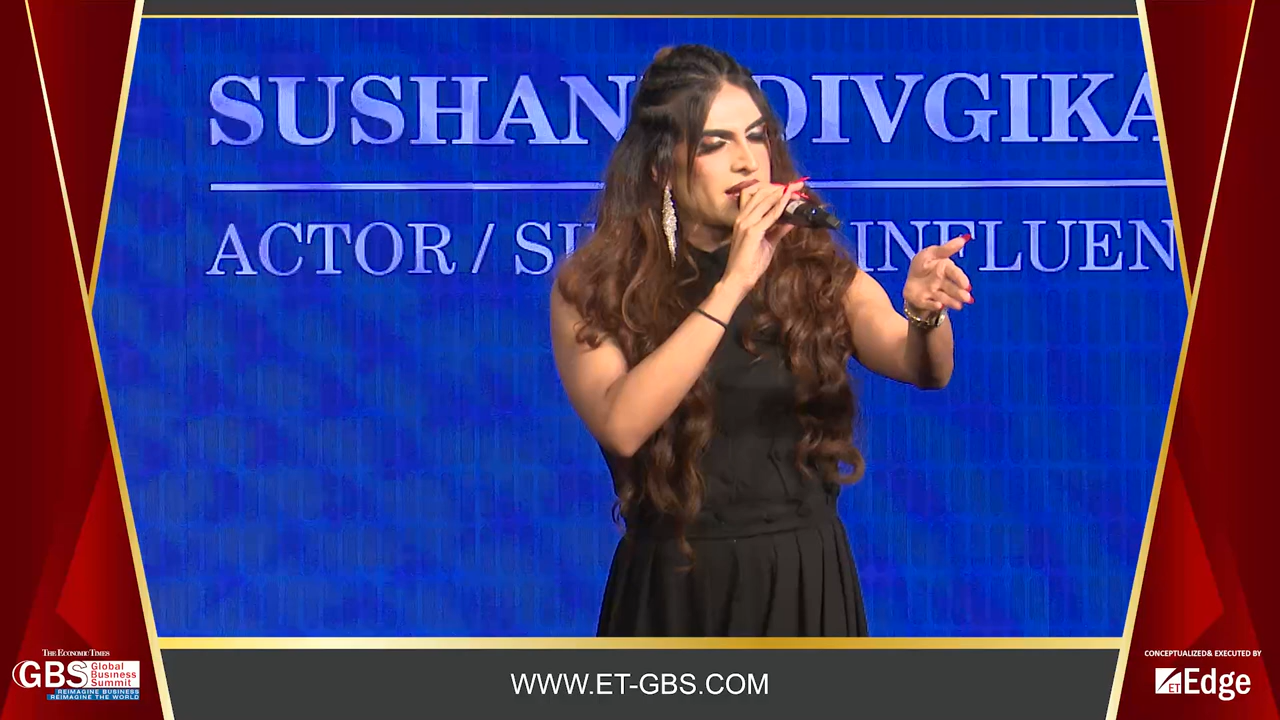 SUSHAN DIVGIKA
ACTOR / SI INFLUEN
THE ECONOMIC TIMES
GBS Global
Business
Summit
REIMAGINE BUSINESS
REIMAGINE THE WORLD
WWW.ET-GBS.COM
CONCEPTUALIZED & EXECUTED BY
ET Edge